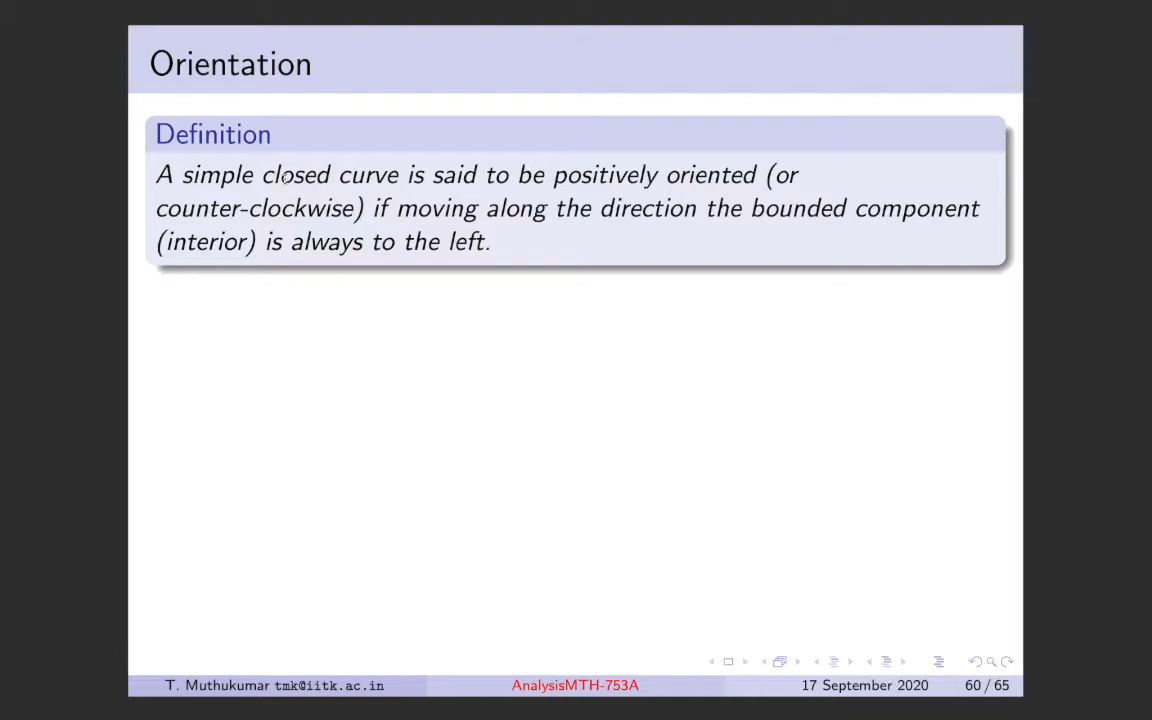 Orientation
Definition
A simple closed curve is said to be positively oriented (or
counter-clockwise) if moving along the direction the bounded component
(interior) is always to the left.
T. Muthukumar tmk@iitk.ac.in AnalysisMTH-753A 17 September 2020 60 / 65